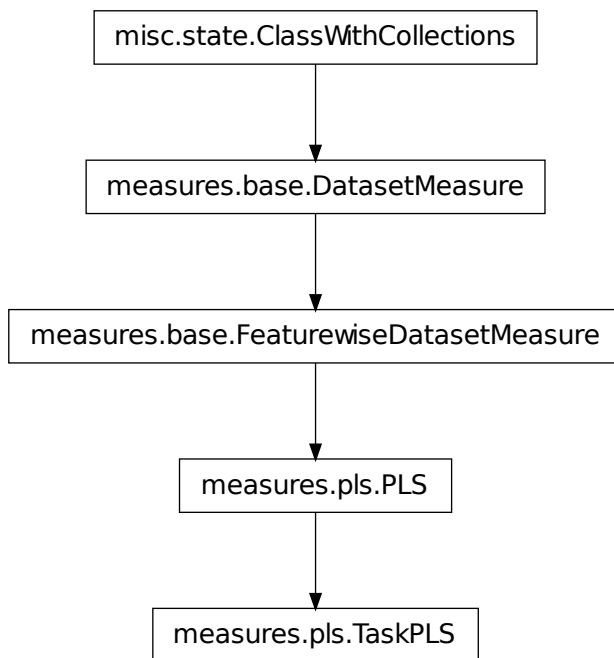 misc.state.ClassWithCollections
measures.base.DatasetMeasure
measures.base.FeaturewiseDatasetMeasure
measures.pls.PLS
measures.pls.TaskPLS